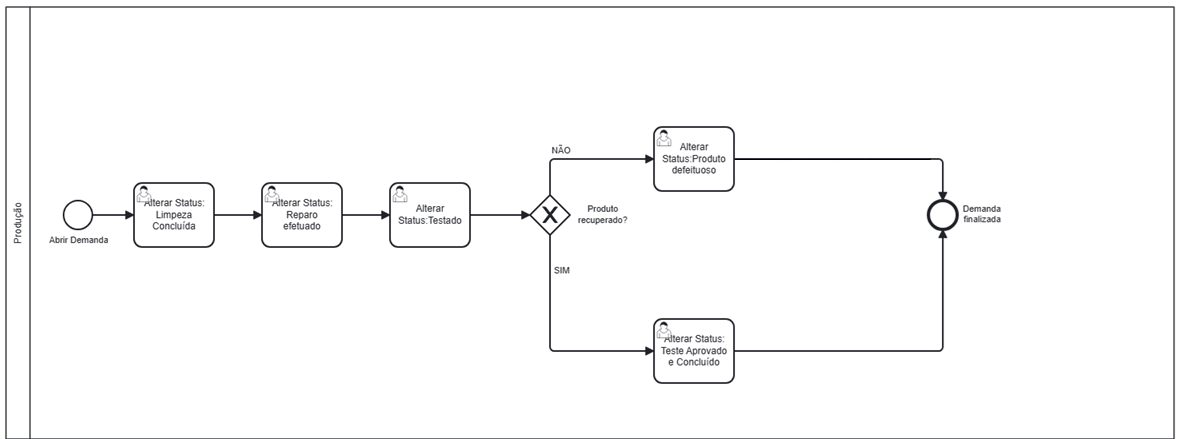 Produção
Abrir Demanda
Alterar Status:
Limpeza
Concluída
Alterar Status:
Reparo
efetuado
Alterar
Status:Testado
X
Produto
recuperado?
NÃO
Alterar
Status:Produto
defeituoso
SIM
Alterar Status:
Teste Aprovado
e Concluído
Demanda
finalizada